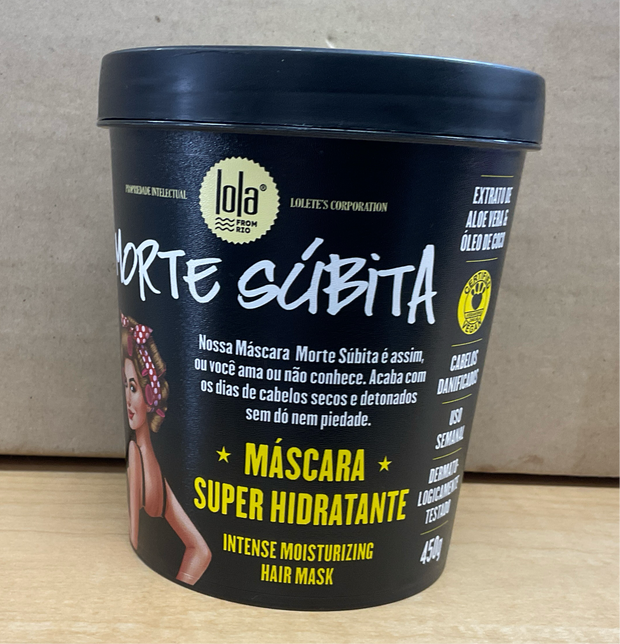 PROPRIEDADE INTELECTUAL
lola®
FROM
RIO
LOLETE'S CORPORATION
MORTE SÚBITA
Nossa Máscara Morte Súbita é assim,
ou você ama ou não conhece. Acaba com
os dias de cabelos secos e detonados
sem dó nem piedade.
★ MÁSCARA ★
SUPER HIDRATANTE
INTENSE MOISTURIZING
HAIR MASK
EXTRATO DE
ALOE VERA &
ÓLEO DE COCO
CABELOS
DANIFICADOS
USO
SEMANAL
DERMATO-
LOGICAMENTE
TESTADO
450g